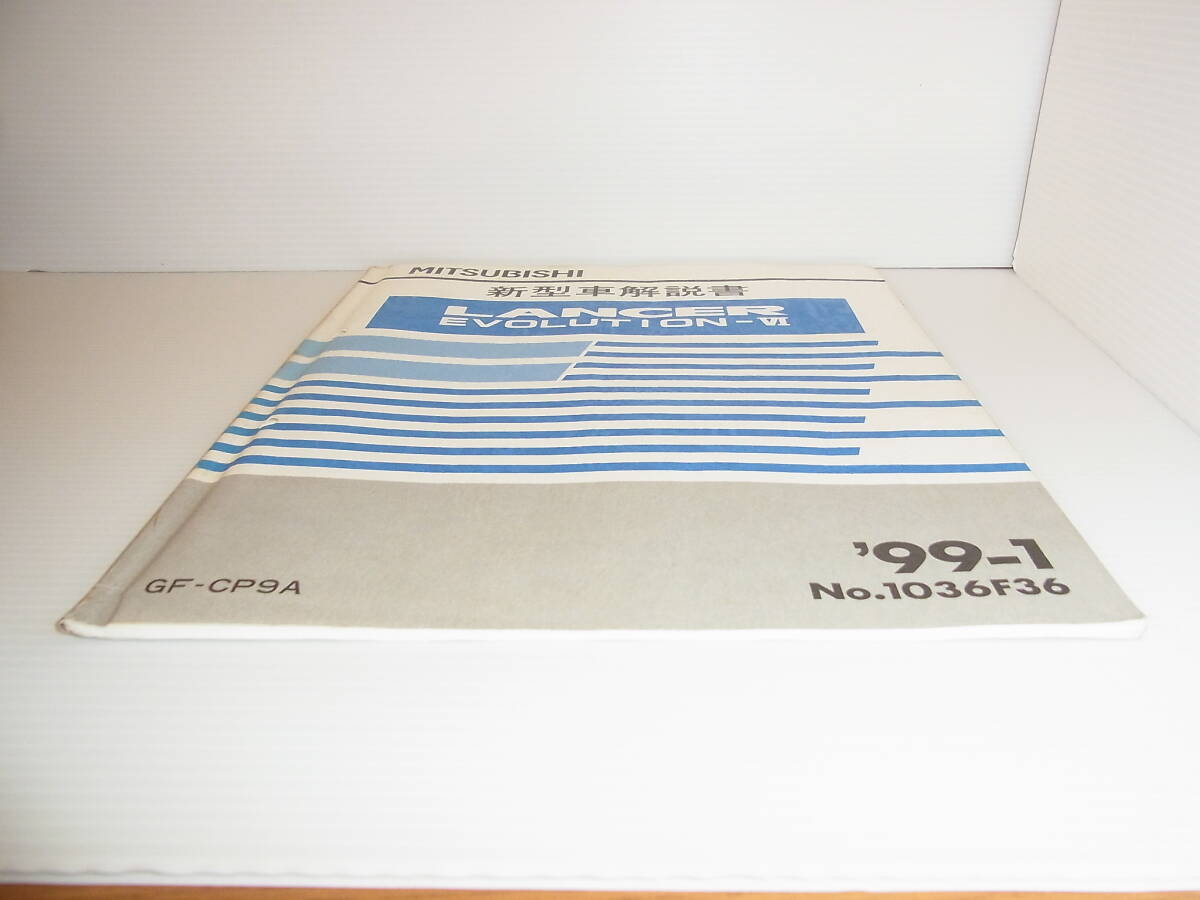 MITSUBISHI
新型車解説書
LANCER
EVOLUTION-VI
'99-1
GF-CP9A
No.1036F36